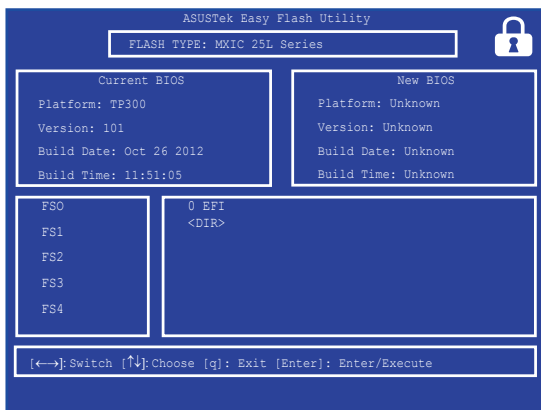 ASUSTek Easy Flash Utility
FLASH TYPE: MXIC 25L Series
Current BIOS
Platform: TP300
Version: 101
Build Date: Oct 26 2012
Build Time: 11:51:05
New BIOS
Platform: Unknown
Version: Unknown
Build Date: Unknown
Build Time: Unknown
FSO
FS1
FS2
FS3
FS4
0 EFI
<DIR>
[←→]: Switch [↑↓]: Choose [q]: Exit [Enter]: Enter/Execute